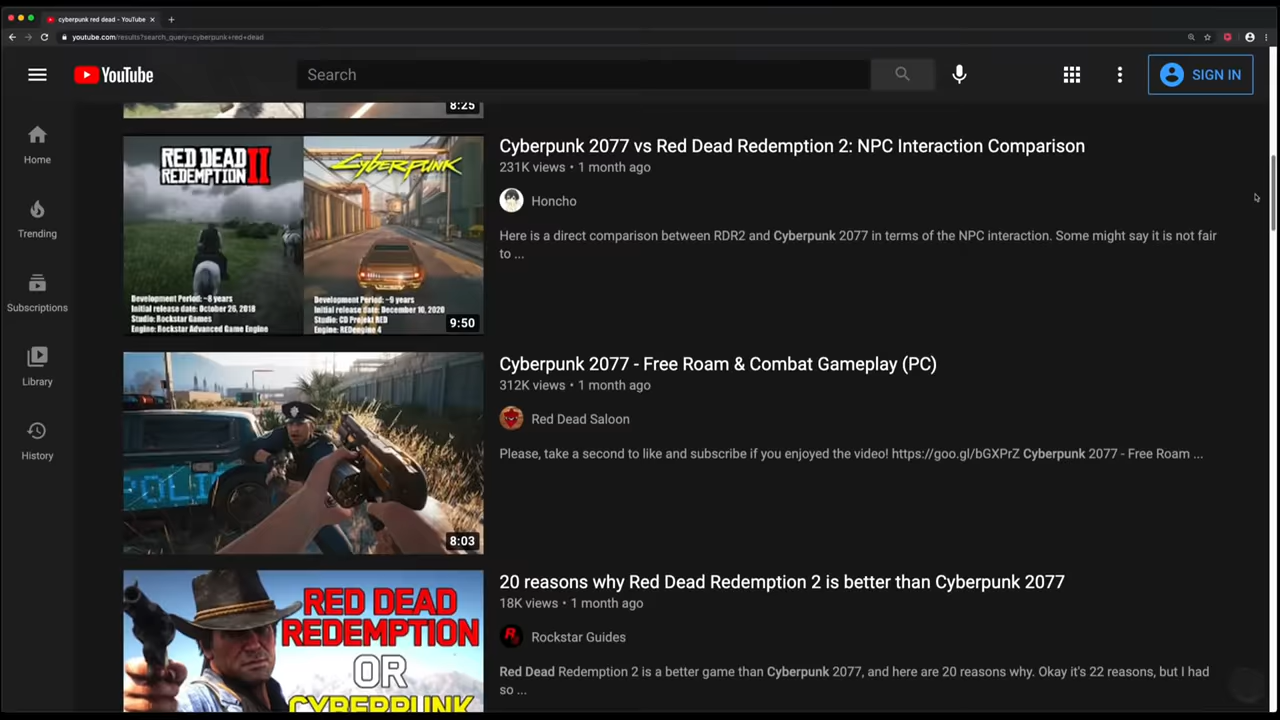 cyberpunk red dead - YouTube
youtube.com/results?search_query=cyberpunk+red+dead
YouTube
Search
SIGN IN
Home
Trending
Subscriptions
Library
History
8:25
RED DEAD
REDEMPTION II
Development Period: ~8 years
Initial release date: October 26, 2018
Studio: Rockstar Games
Engine: Rockstar Advanced Game Engine
Cyberpunk
Development Period: ~9 years
Initial release date: December 10, 2020
Studio: CD Projekt RED
Engine: REDengine 4
9:50
Cyberpunk 2077 vs Red Dead Redemption 2: NPC Interaction Comparison
231K views • 1 month ago
Honcho
Here is a direct comparison between RDR2 and Cyberpunk 2077 in terms of the NPC interaction. Some might say it is not fair
to ...
POLI
8:03
Cyberpunk 2077 - Free Roam & Combat Gameplay (PC)
312K views • 1 month ago
Red Dead Saloon
Please, take a second to like and subscribe if you enjoyed the video! https://goo.gl/bGXPrZ Cyberpunk 2077 - Free Roam ...
RED DEAD
REDEMPTION
OR
CYBERPUNK
20 reasons why Red Dead Redemption 2 is better than Cyberpunk 2077
18K views • 1 month ago
Rockstar Guides
Red Dead Redemption 2 is a better game than Cyberpunk 2077, and here are 20 reasons why. Okay it's 22 reasons, but I had
so ...